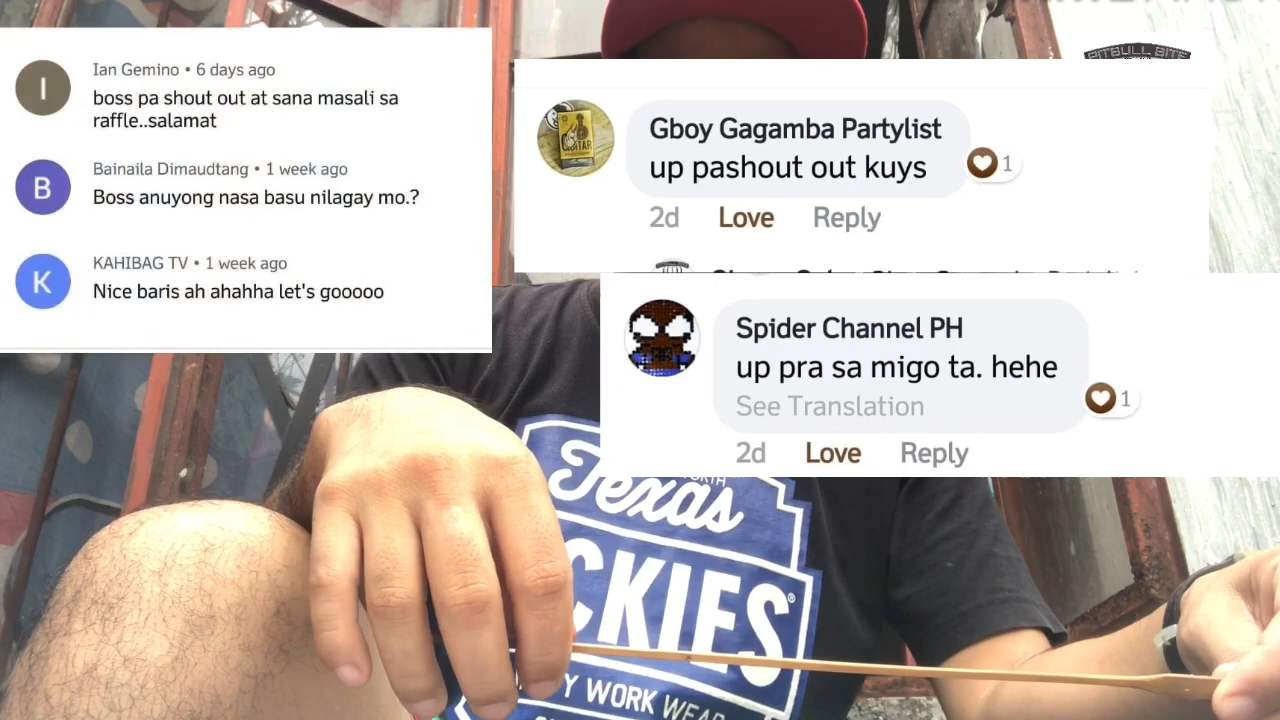 PITBULL BITE
I
Ian Gemino • 6 days ago
boss pa shout out at sana masali sa
raffle..salamat
B
Bainaila Dimaudtang • 1 week ago
Boss anuyong nasa basu nilagay mo.?
K
KAHIBAG TV • 1 week ago
Nice baris ah ahahha let's gooooo
Gboy Gagamba Partylist
up pashout out kuys
1
2d Love Reply
Spider Channel PH
up pra sa migo ta. hehe
See Translation
1
2d Love Reply
Texas
CKIES®
Y WORK WEAR